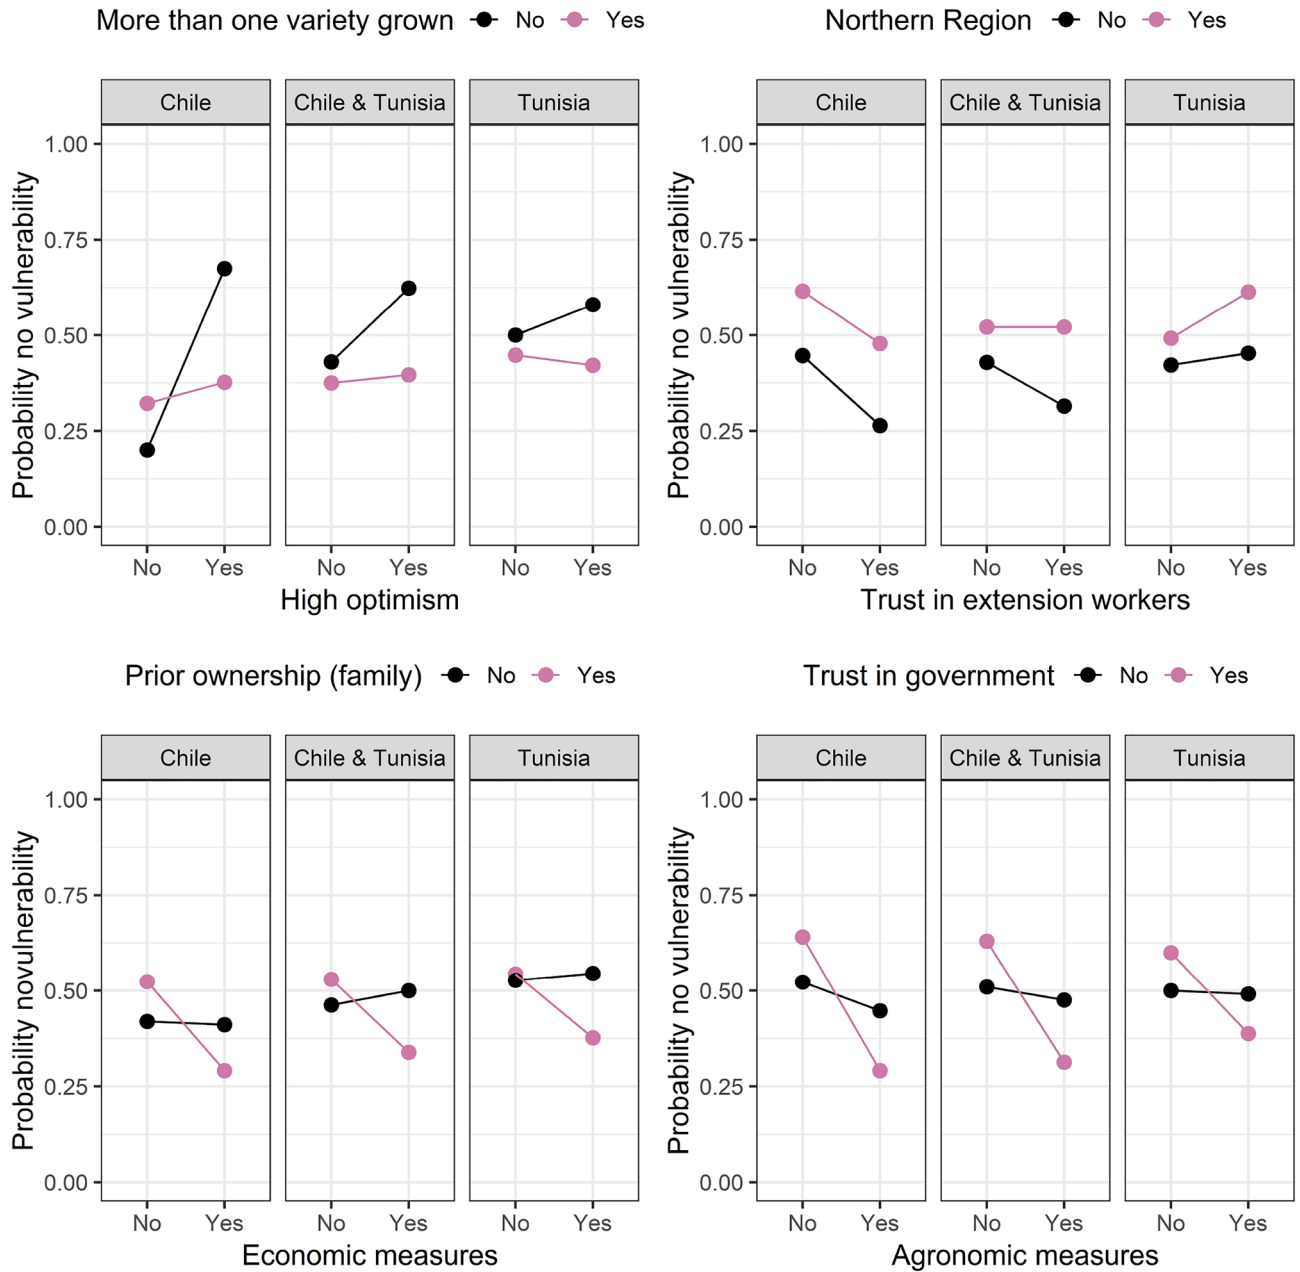 More than one variety grown No Yes
Chile Chile & Tunisia Tunisia
Probability no vulnerability
1.00
0.75
0.50
0.25
0.00
No Yes No Yes No Yes
High optimism
Northern Region No Yes
Chile Chile & Tunisia Tunisia
Probability no vulnerability
1.00
0.75
0.50
0.25
0.00
No Yes No Yes No Yes
Trust in extension workers
Prior ownership (family) No Yes
Chile Chile & Tunisia Tunisia
Probability novulnerability
1.00
0.75
0.50
0.25
0.00
No Yes No Yes No Yes
Economic measures
Trust in government No Yes
Chile Chile & Tunisia Tunisia
Probability no vulnerability
1.00
0.75
0.50
0.25
0.00
No Yes No Yes No Yes
Agronomic measures